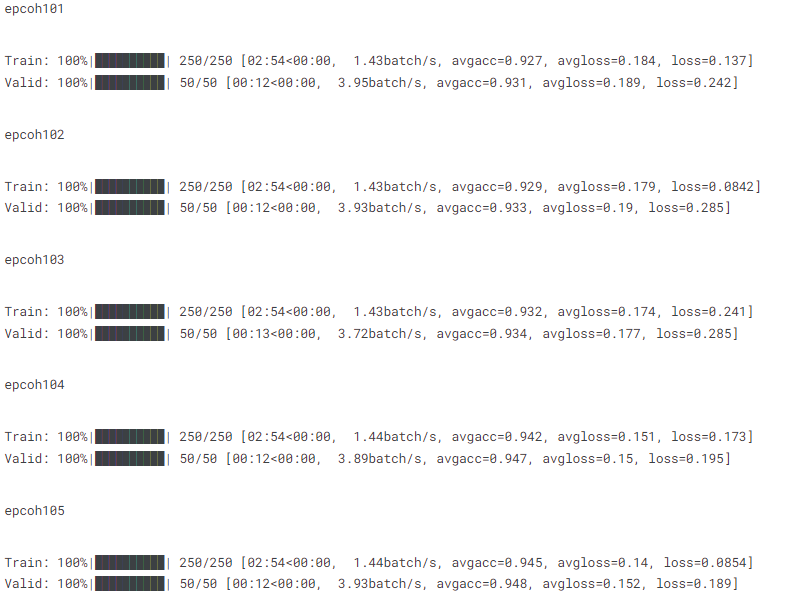 epcoh101
Train: 100%|██████████| 250/250 [02:54<00:00,  1.43batch/s, avgacc=0.927, avgloss=0.184, loss=0.137]
Valid: 100%|██████████| 50/50 [00:12<00:00,  3.95batch/s, avgacc=0.931, avgloss=0.189, loss=0.242]
epcoh102
Train: 100%|██████████| 250/250 [02:54<00:00,  1.43batch/s, avgacc=0.929, avgloss=0.179, loss=0.0842]
Valid: 100%|██████████| 50/50 [00:12<00:00,  3.93batch/s, avgacc=0.933, avgloss=0.19, loss=0.285]
epcoh103
Train: 100%|██████████| 250/250 [02:54<00:00,  1.43batch/s, avgacc=0.932, avgloss=0.174, loss=0.241]
Valid: 100%|██████████| 50/50 [00:13<00:00,  3.72batch/s, avgacc=0.934, avgloss=0.177, loss=0.285]
epcoh104
Train: 100%|██████████| 250/250 [02:54<00:00,  1.44batch/s, avgacc=0.942, avgloss=0.151, loss=0.173]
Valid: 100%|██████████| 50/50 [00:12<00:00,  3.89batch/s, avgacc=0.947, avgloss=0.15, loss=0.195]
epcoh105
Train: 100%|██████████| 250/250 [02:54<00:00,  1.44batch/s, avgacc=0.945, avgloss=0.14, loss=0.0854]
Valid: 100%|██████████| 50/50 [00:12<00:00,  3.93batch/s, avgacc=0.948, avgloss=0.152, loss=0.189]